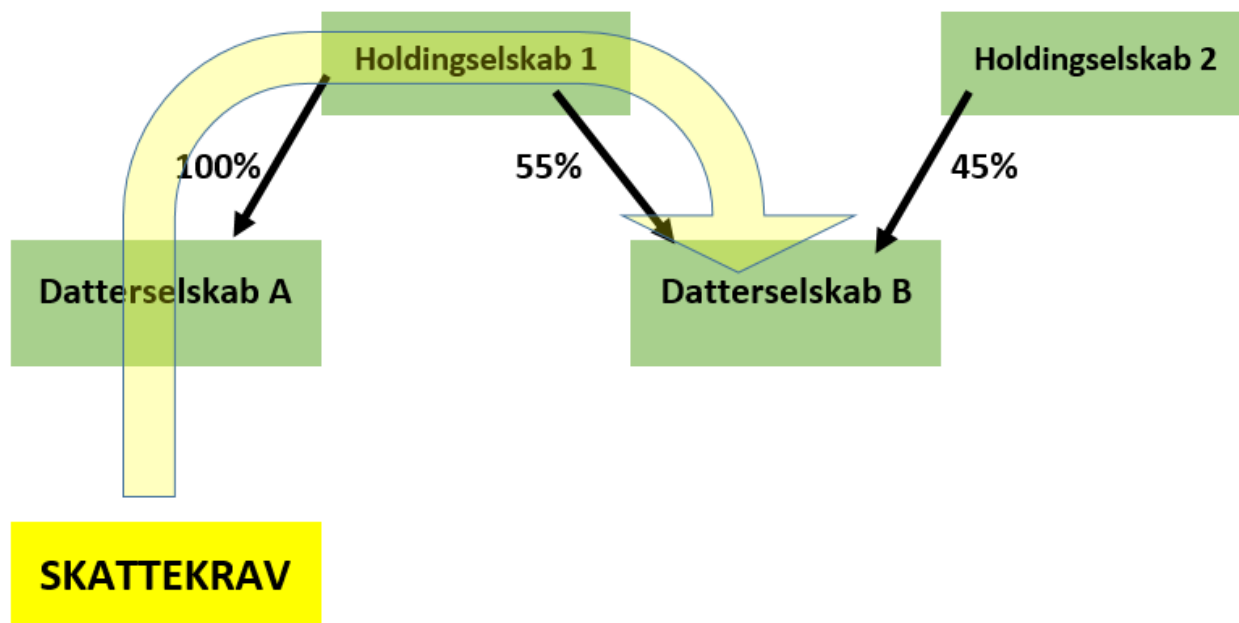 Holdingselskab 1
Holdingselskab 2
100%
55%
45%
Datterselskab A
Datterselskab B
SKATTEKRAV